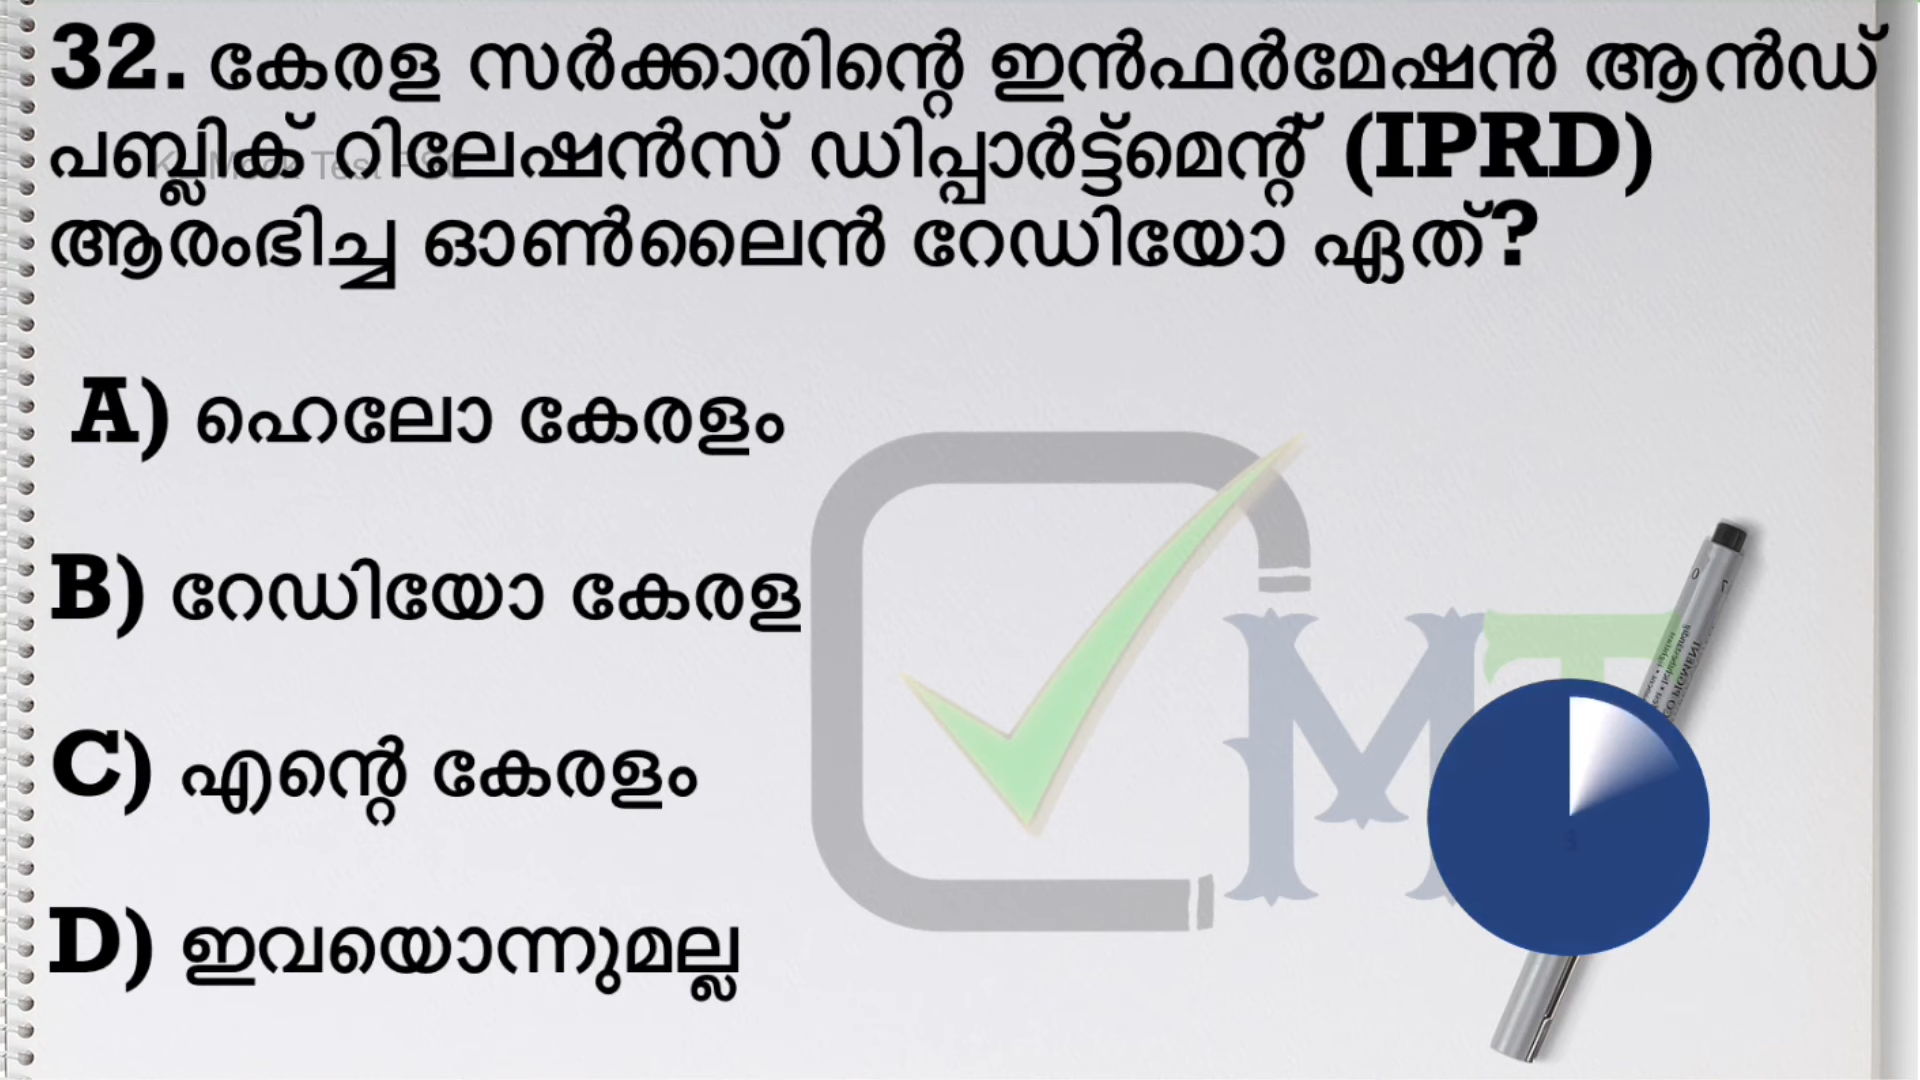 32. കേരള സർക്കാരിന്റെ ഇൻഫർമേഷൻ ആൻഡ്
പബ്ലിക് റിലേഷൻസ് ഡിപ്പാർട്ട്മെന്റ് (IPRD)
ആരംഭിച്ച ഓൺലൈൻ റേഡിയോ ഏത്?
A) ഹെലോ കേരളം
B) റേഡിയോ കേരള
C) എന്റെ കേരളം
D) ഇവയൊന്നുമല്ല
MT